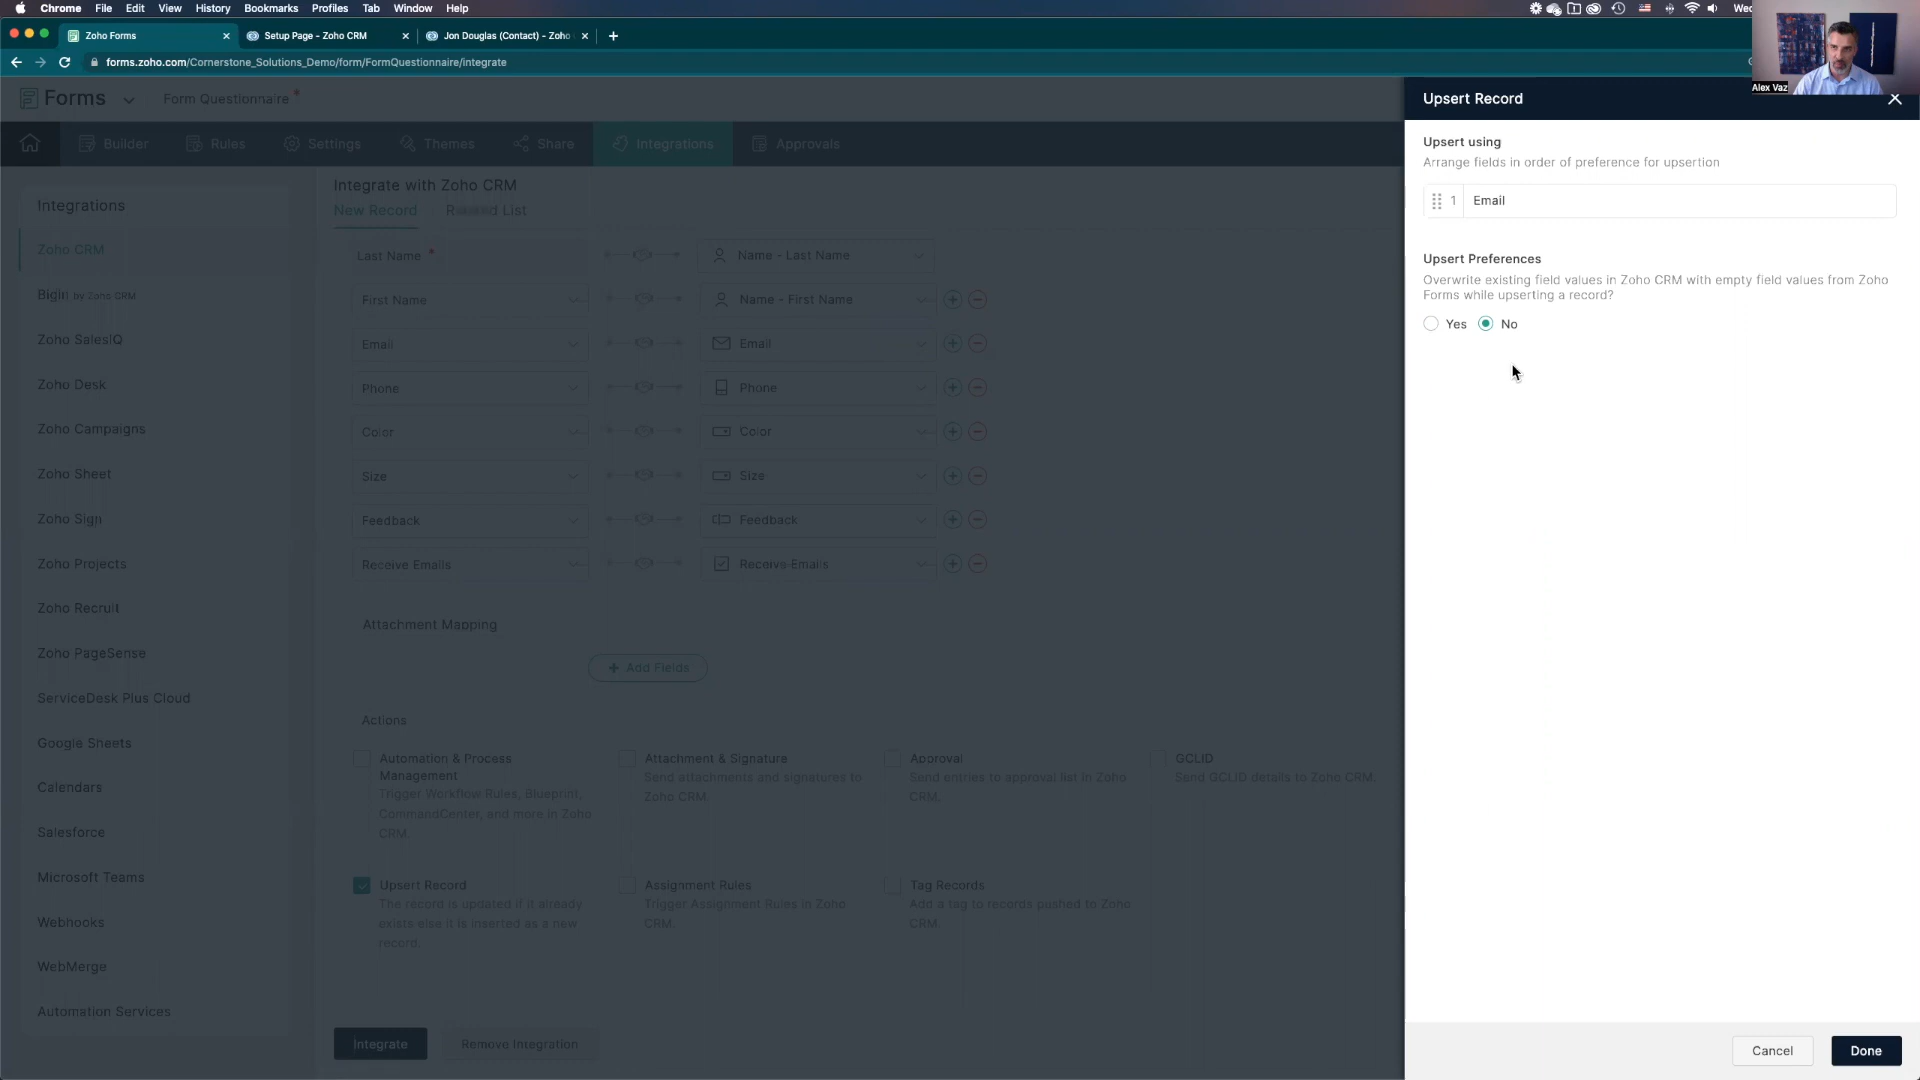 Chrome File Edit View History Bookmarks Profiles Tab Window Help
Zoho Forms
Setup Page - Zoho CRM
Jon Douglas (Contact) - Zoho
forms.zoho.com/Cornerstone_Solutions_Demo/form/FormQuestionnaire/integrate
Alex Vaz
Forms
Form Questionnaire *
Builder Rules Settings Themes Share Integrations Approvals
Integrations
Zoho CRM
Bigin by Zoho CRM
Zoho SalesIQ
Zoho Desk
Zoho Campaigns
Zoho Sheet
Zoho Sign
Zoho Projects
Zoho Recruit
Zoho PageSense
ServiceDesk Plus Cloud
Google Sheets
Calendars
Salesforce
Microsoft Teams
Webhooks
WebMerge
Automation Services
Integrate with Zoho CRM
New Record List
Last Name * Name - Last Name
First Name Name - First Name
Email Email
Phone Phone
Color Color
Size Size
Feedback Feedback
Receive Emails Receive Emails
Attachment Mapping
+ Add Fields
Actions
Automation & Process
Management
Trigger Workflow Rules, Blueprint,
CommandCenter, and more in Zoho
CRM.
Attachment & Signature
Send attachments and signatures to
Zoho CRM.
Approval
Send entries to approval list in Zoho
CRM.
GCLID
Send GCLID details to Zoho CRM.
Upsert Record
The record is updated if it already
exists else it is inserted as a new
record.
Assignment Rules
Trigger Assignment Rules in Zoho
CRM.
Tag Records
Add a tag to records pushed to Zoho
CRM.
Integrate Remove Integration
Upsert Record
Upsert using
Arrange fields in order of preference for upsertion
1 Email
Upsert Preferences
Overwrite existing field values in Zoho CRM with empty field values from Zoho
Forms while upserting a record?
Yes No
Cancel Done